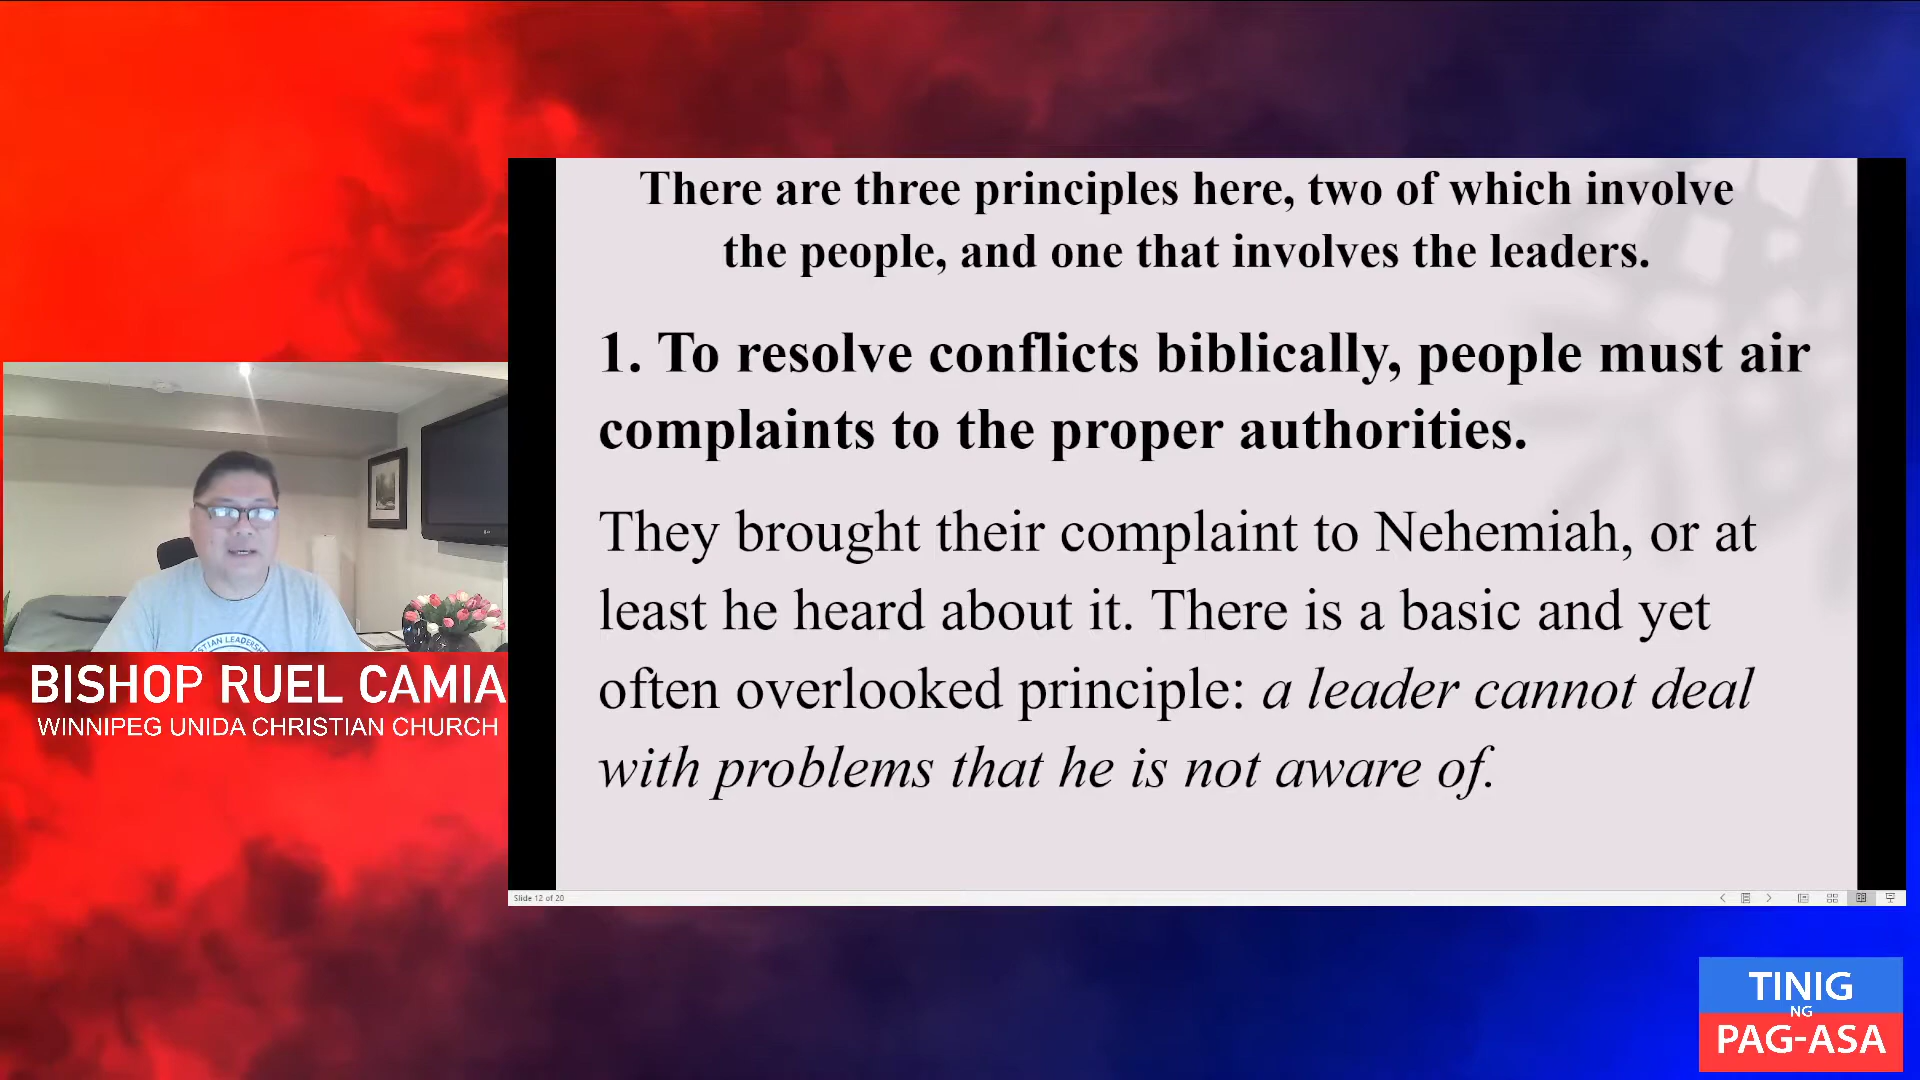 There are three principles here, two of which involve
the people, and one that involves the leaders.
1. To resolve conflicts biblically, people must air
complaints to the proper authorities.
They brought their complaint to Nehemiah, or at
least he heard about it. There is a basic and yet
often overlooked principle: a leader cannot deal
with problems that he is not aware of.
Slide 12 of 20
STIAN LEADERSH
BISHOP RUEL CAMIA
WINNIPEG UNIDA CHRISTIAN CHURCH
TINIG
NG
PAG-ASA